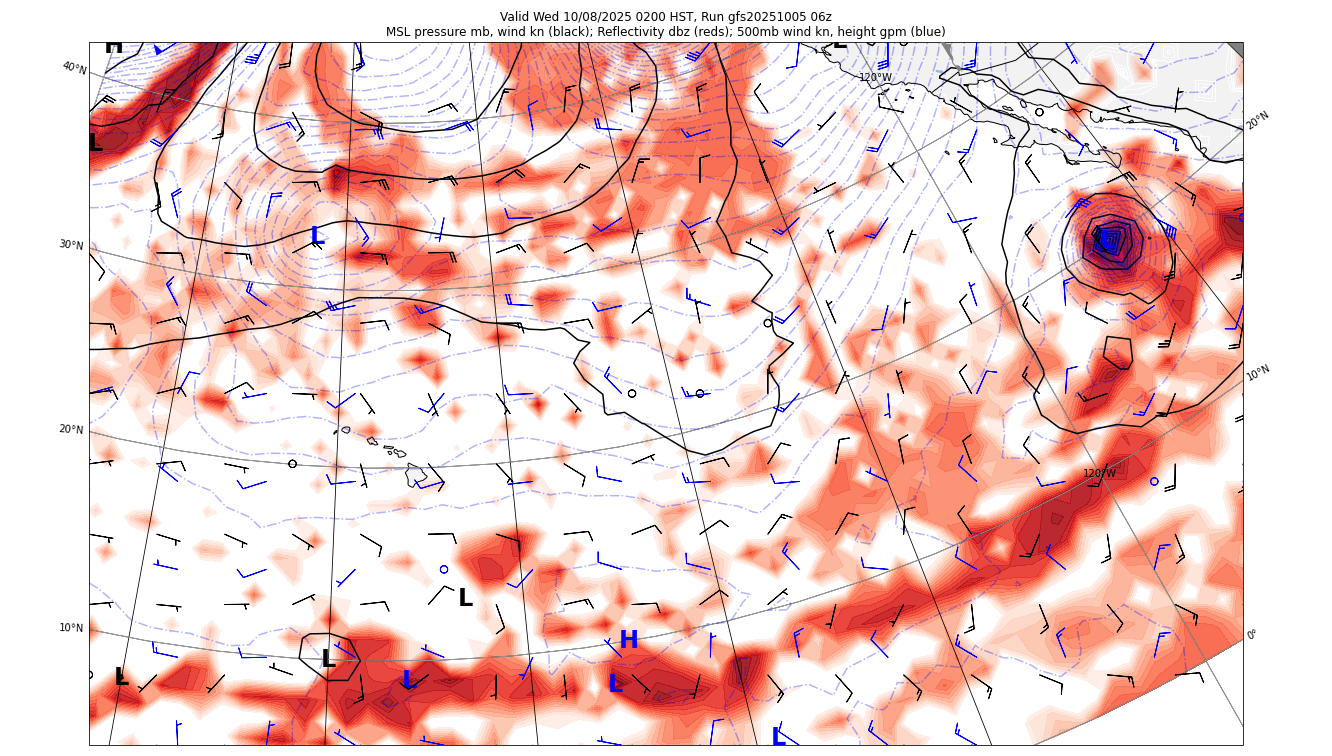 Valid Wed 10/08/2025 0200 HST, Run gfs20251005 06z
MSL pressure mb, wind kn (black); Reflectivity dbz (reds); 500mb wind kn, height gpm (blue)
H
L
40°N
120°W
20°N
L
30°N
L
L
10°N
20°N
120°W
L
10°N
H
0°
L
L
L
L
L